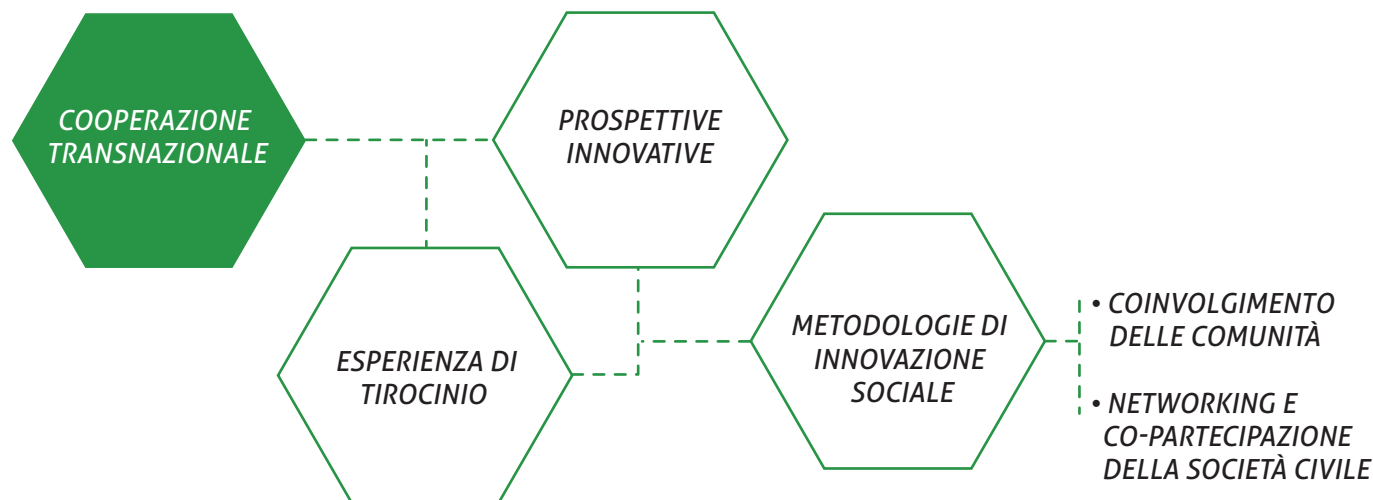 COOPERAZIONE
TRANSNAZIONALE
PROSPETTIVE
INNOVATIVE
ESPERIENZA DI
TIROCINIO
METODOLOGIE DI
INNOVAZIONE
SOCIALE
• COINVOLGIMENTO
DELLE COMUNITÀ
• NETWORKING E
CO-PARTECIPAZIONE
DELLA SOCIETÀ CIVILE